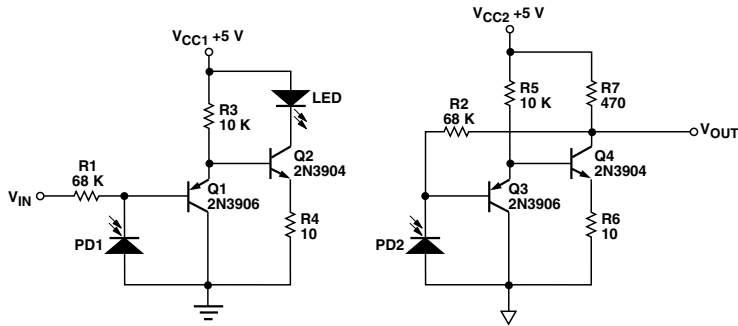 VCC1 +5 V
R3
10 K
LED
R1
68 K
VIN
Q1
2N3906
Q2
2N3904
R4
10
PD1
VCC2 +5 V
R5
10 K
R7
470
R2
68 K
VOUT
Q3
2N3906
Q4
2N3904
R6
10
PD2